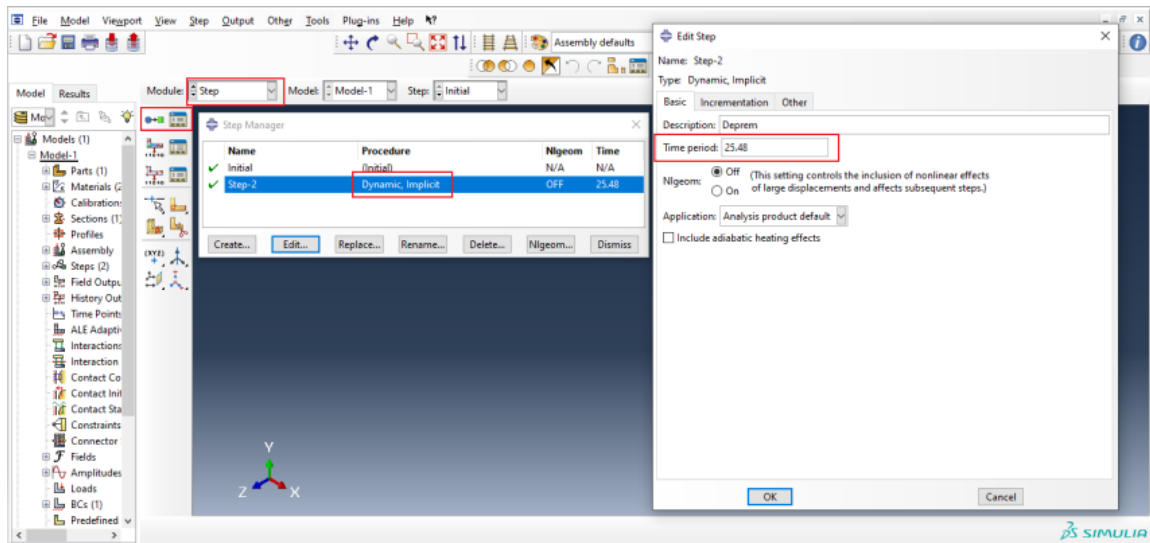 File Model Viewport View Step Output Other Tools Plug-ins Help
Assembly defaults
Model Results
Module: Step Model: Model-1 Step: Initial
Models (1)
Model-1
Parts (1)
Materials (2
Calibrations
Sections (1)
Profiles
Assembly
Steps (2)
Field Outpu
History Out
Time Points
ALE Adaptiv
Interactions
Interaction
Contact Co
Contact Init
Contact Sta
Constraints
Connector
Fields
Amplitudes
Loads
BCs (1)
Predefined
(XYZ)
Step Manager
Name Procedure Nlgeom Time
Initial (Initial) N/A N/A
Step-2 Dynamic, Implicit OFF 25.48
Create... Edit... Replace... Rename... Delete... Nlgeom... Dismiss
Y
Z X
Edit Step
Name: Step-2
Type: Dynamic, Implicit
Basic Incrementation Other
Description: Deprem
Time period: 25.48
Nlgeom: Off (This setting controls the inclusion of nonlinear effects
On of large displacements and affects subsequent steps.)
Application: Analysis product default
Include adiabatic heating effects
OK Cancel
SIMULIA